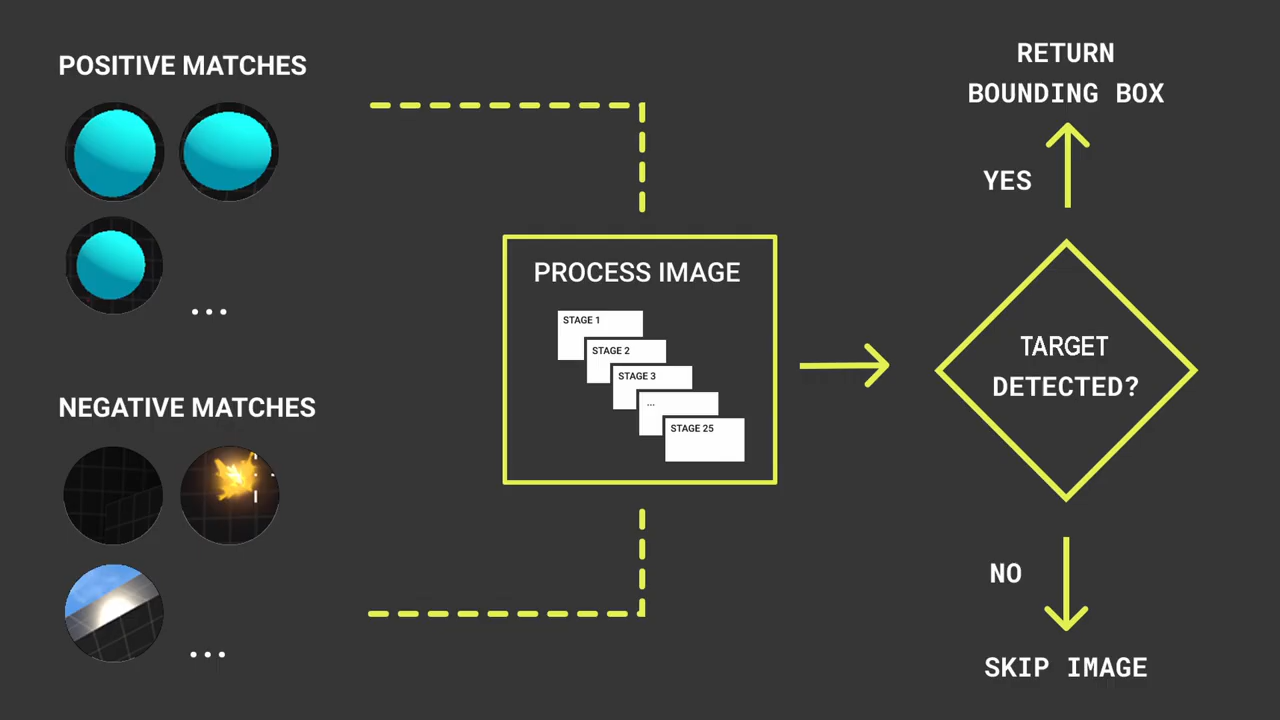 POSITIVE MATCHES
...
NEGATIVE MATCHES
...
PROCESS IMAGE
STAGE 1
STAGE 2
STAGE 3
...
STAGE 25
TARGET
DETECTED?
YES
RETURN
BOUNDING BOX
NO
SKIP IMAGE